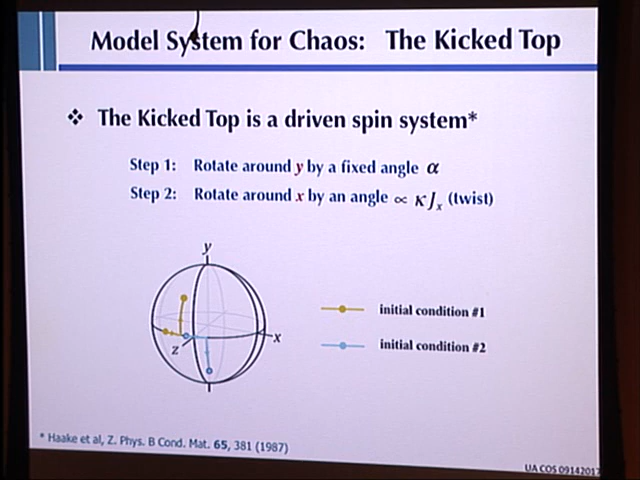 Model System for Chaos: The Kicked Top
❖ The Kicked Top is a driven spin system*
Step 1: Rotate around y by a fixed angle α
Step 2: Rotate around x by an angle ∝ κJₓ (twist)
y
x
z
initial condition #1
initial condition #2
* Haake et al, Z. Phys. B Cond. Mat. 65, 381 (1987)
UA COS 09142017